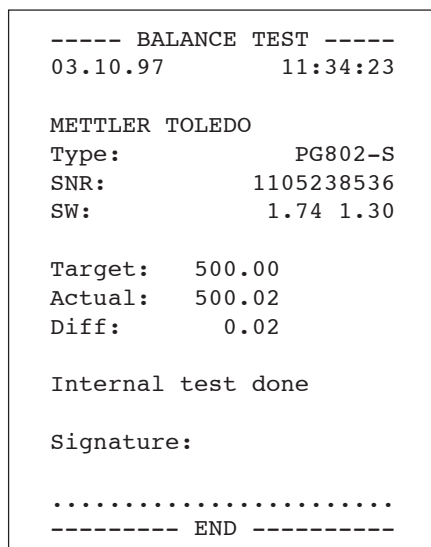 ----- BALANCE TEST -----
03.10.97 11:34:23
METTLER TOLEDO
Type: PG802-S
SNR: 1105238536
SW: 1.74 1.30
Target: 500.00
Actual: 500.02
Diff: 0.02
Internal test done
Signature:
........................
--------- END ----------